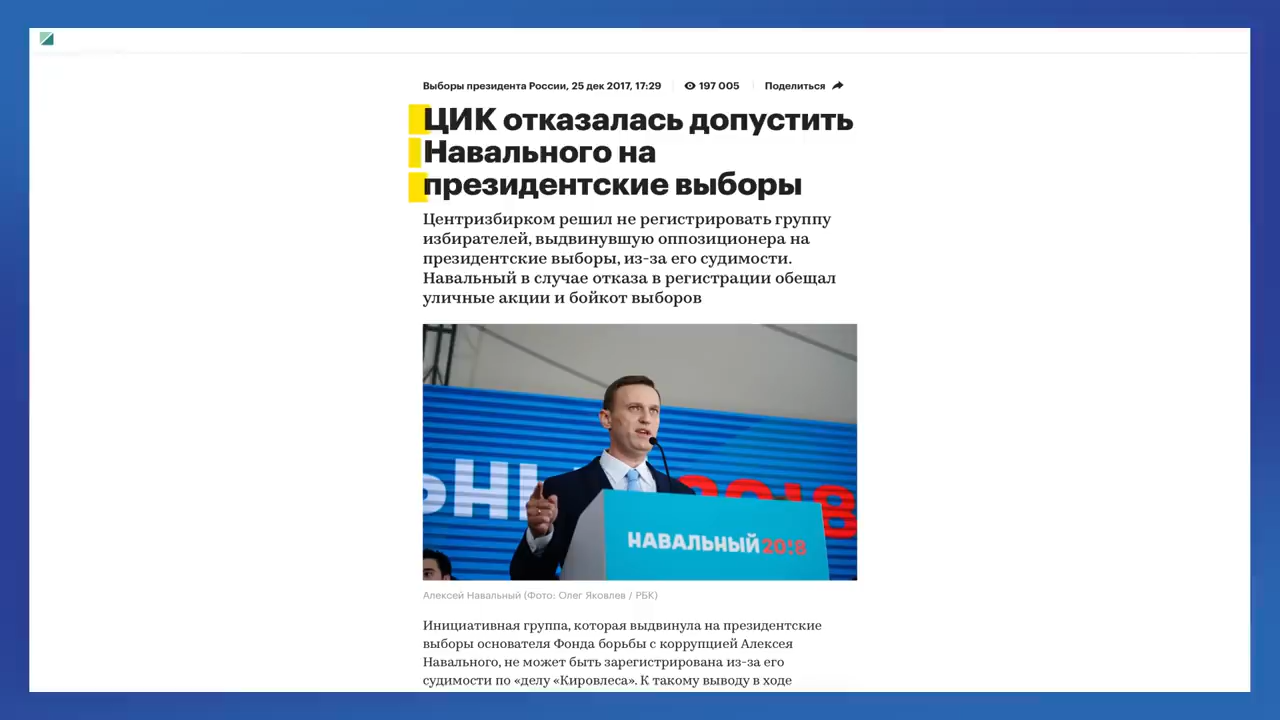 Выборы президента России, 25 дек 2017, 17:29 197 005 Поделиться
ЦИК отказалась допустить
Навального на
президентские выборы
Центризбирком решил не регистрировать группу
избирателей, выдвинувшую оппозиционера на
президентские выборы, из-за его судимости.
Навальный в случае отказа в регистрации обещал
уличные акции и бойкот выборов
НАВАЛЬНЫЙ 20!8
Алексей Навальный (Фото: Олег Яковлев / РБК)
Инициативная группа, которая выдвинула на президентские
выборы основателя Фонда борьбы с коррупцией Алексея
Навального, не может быть зарегистрирована из-за его
судимости по «делу «Кировлеса». К такому выводу в ходе